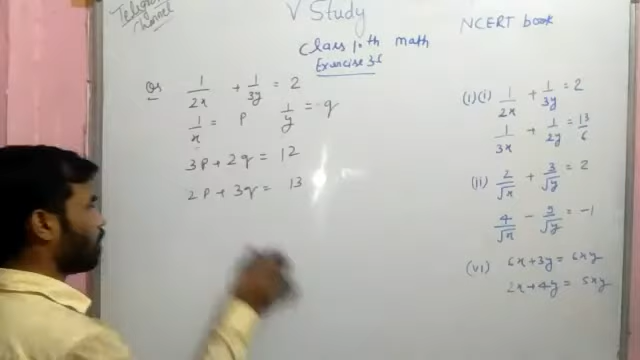 Telegram
Channel
V Study
Class 10th math
Exercise 3.6
NCERT book
Qs 1/2x + 1/3y = 2
1/x = P 1/y = q
3P + 2q = 12
2P + 3q = 13
(1)(i) 1/2x + 1/3y = 2
1/3x + 1/2y = 13/6
(ii) 2/√x + 3/√y = 2
4/√x - 9/√y = -1
(vi) 6x + 3y = 6xy
2x + 4y = 5xy